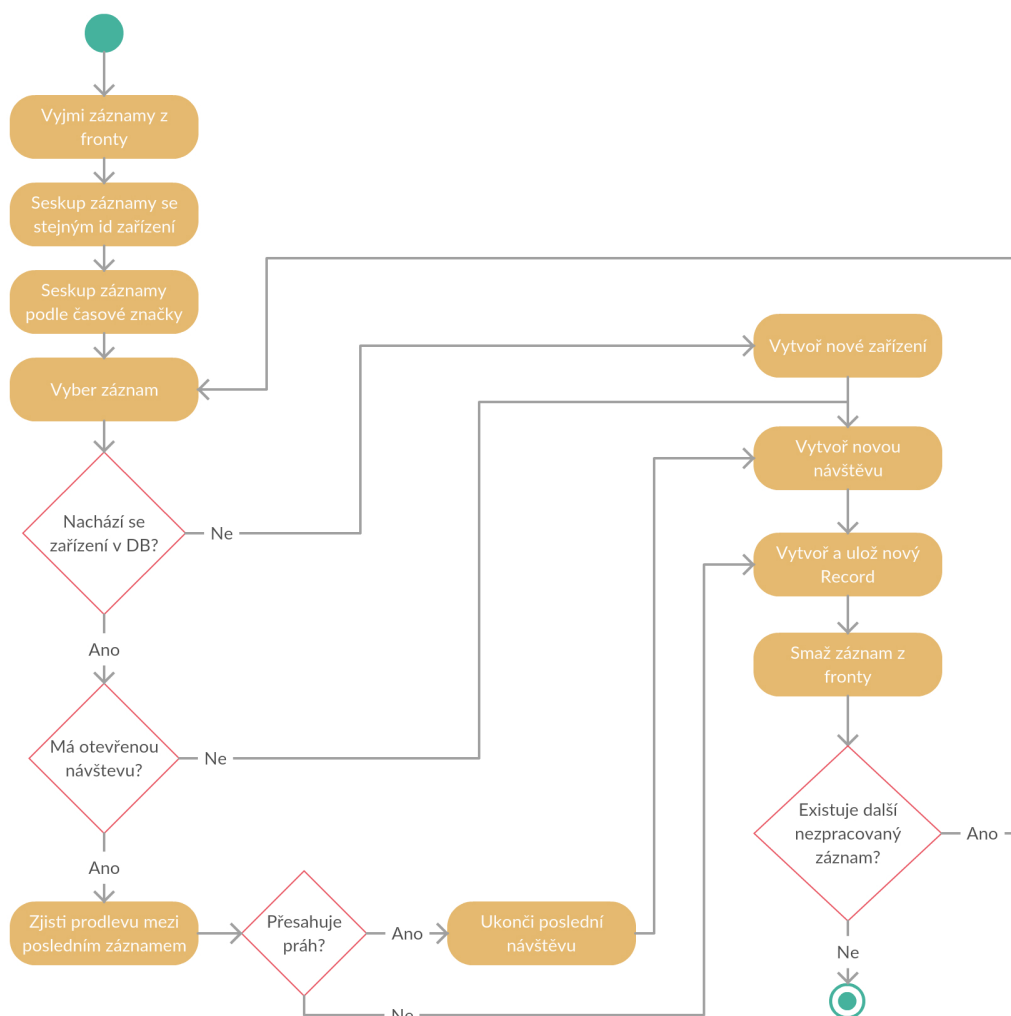 Vyjmi záznamy z
fronty
Seskup záznamy se
stejným id zařízení
Seskup záznamy
podle časové značky
Vyber záznam
Nachází se
zařízení v DB?
Ne
Ano
Má otevřenou
návštevu?
Ne
Ano
Zjisti prodlevu mezi
posledním záznamem
Přesahuje
práh?
Ano
Ne
Ukonči poslední
návštěvu
Vytvoř nové zařízení
Vytvoř novou
návštěvu
Vytvoř a ulož nový
Record
Smaž záznam z
fronty
Existuje další
nezpracovaný
záznam?
Ano
Ne